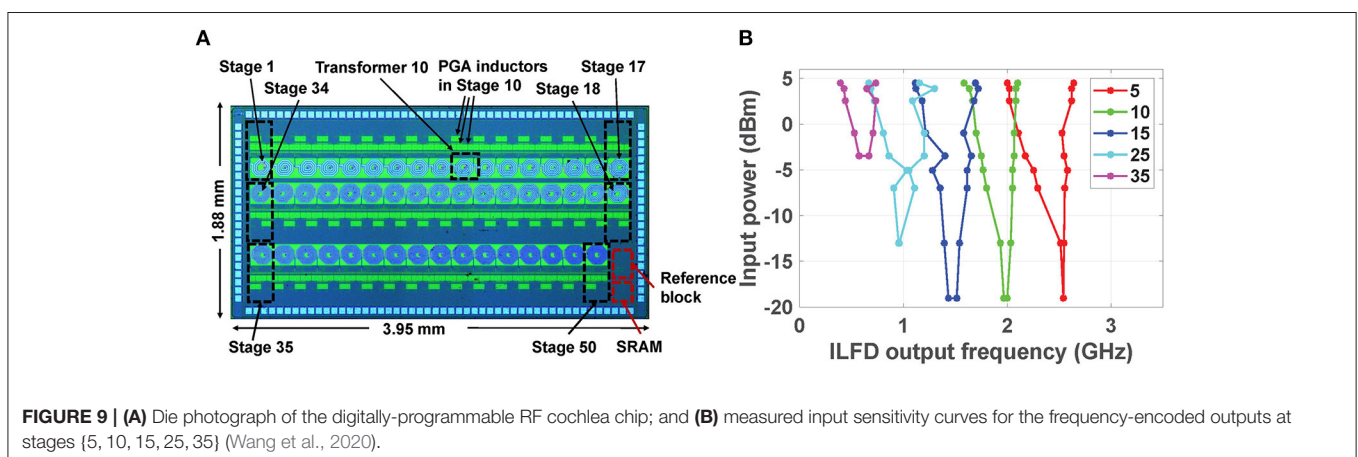 A
Stage 1
Stage 34
Transformer 10
PGA inductors
in Stage 10
Stage 17
Stage 18
1.88 mm
3.95 mm
Reference
block
Stage 35
Stage 50
SRAM
B
Input power (dBm)
5
0
-5
-10
-15
-20
0
1
2
3
ILFD output frequency (GHz)
5
10
15
25
35
FIGURE 9 | (A) Die photograph of the digitally-programmable RF cochlea chip; and (B) measured input sensitivity curves for the frequency-encoded outputs at
stages {5, 10, 15, 25, 35} (Wang et al., 2020).